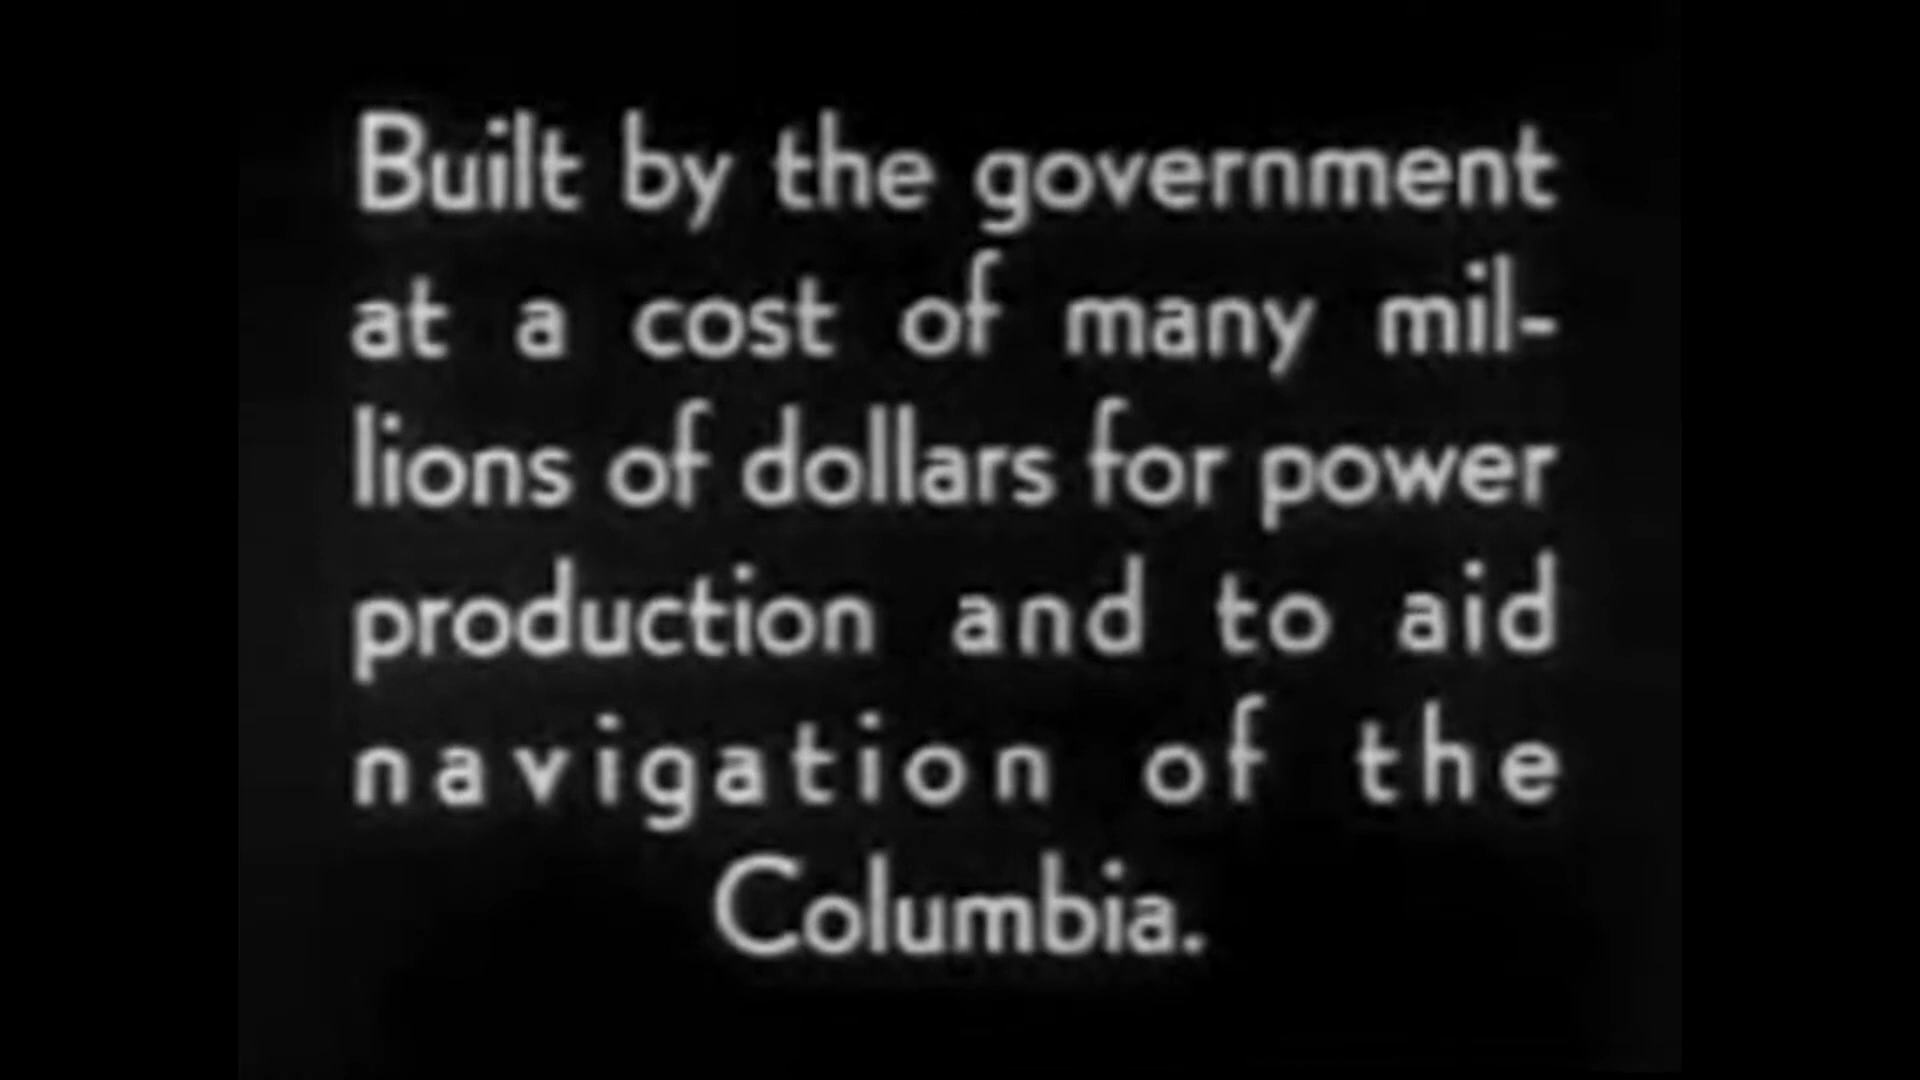 Built by the government
at a cost of many mil-
lions of dollars for power
production and to aid
navigation of the
Columbia.